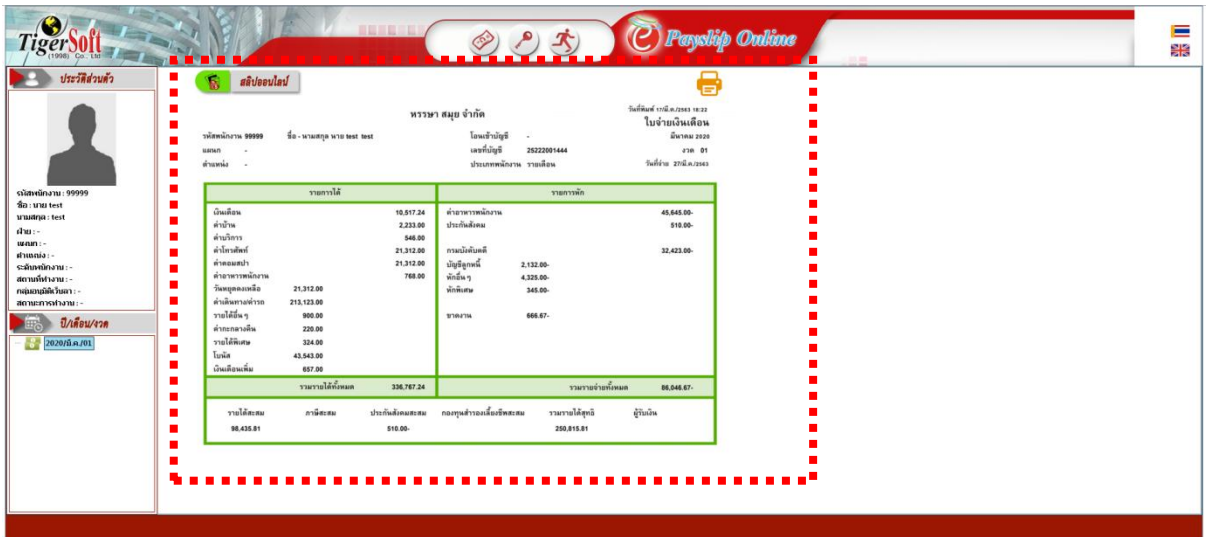 TigerSoft
(1998) Co., Ltd
e Payslip Online
ประวัติส่วนตัว
รหัสพนักงาน : 99999
ชื่อ : นาย test
นามสกุล : test
ฝ่าย : -
แผนก : -
ตำแหน่ง : -
ระดับพนักงาน : -
สถานที่ทำงาน : -
กลุ่มอนุมัติเวลา : -
สถานะการทำงาน : -
ปี/เดือน/งวด
2020/มี.ค./01
สลิปออนไลน์
หรรษา สมุย จำกัด
วันที่พิมพ์ 17/มี.ค./2563 18:22
ใบจ่ายเงินเดือน
รหัสพนักงาน 99999 ชื่อ - นามสกุล นาย test test โอนเข้าบัญชี - มีนาคม 2020
แผนก - เลขที่บัญชี 25222001444 งวด 01
ตำแหน่ง - ประเภทพนักงาน รายเดือน วันที่จ่าย 27/มี.ค./2563
รายการได้ รายการหัก
เงินเดือน 10,517.24 ค่าอาหารพนักงาน 45,645.00-
ค่าบ้าน 2,233.00 ประกันสังคม 510.00-
ค่าบริการ 546.00
ค่าโทรศัพท์ 21,312.00 กรมบังคับคดี 32,423.00-
ค่าคอมสปา 21,312.00 บัญชีลูกหนี้ 2,132.00-
ค่าอาหารพนักงาน 768.00 หักอื่น ๆ 4,325.00-
วันหยุดคงเหลือ 21,312.00 หักพิเศษ 345.00-
ค่าเดินทาง/ค่ารถ 213,123.00
รายได้อื่น ๆ 900.00 ขาดงาน 666.67-
ค่ากะกลางคืน 220.00
รายได้พิเศษ 324.00
โบนัส 43,543.00
เงินเดือนเพิ่ม 657.00
รวมรายได้ทั้งหมด 336,767.24 รวมรายจ่ายทั้งหมด 86,046.67-
รายได้สะสม ภาษีสะสม ประกันสังคมสะสม กองทุนสำรองเลี้ยงชีพสะสม รวมรายได้สุทธิ ผู้รับเงิน
98,435.81 510.00- 250,815.81